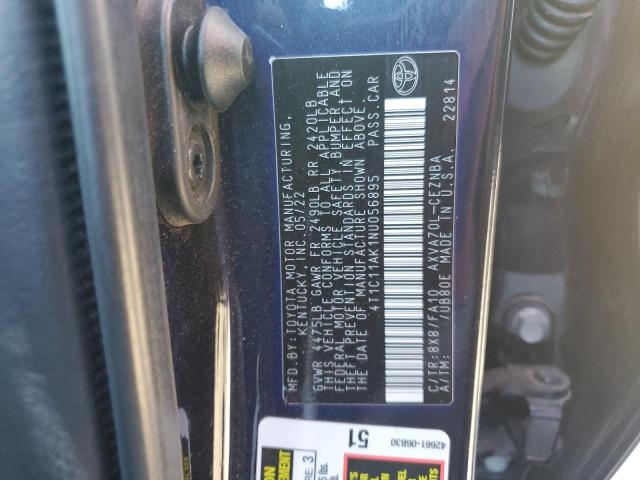 MFD.BY: TOYOTA MOTOR MANUFACTURING,
KENTUCKY, INC. 05/22
GVWR 4475LB GAWR FR 2490LB RR 2420LB
THIS VEHICLE CONFORMS TO ALL APPLICABLE
FEDERAL MOTOR VEHICLE SAFETY, BUMPER AND
THEFT PREVENTION STANDARDS IN EFFECT ON
THE DATE OF MANUFACTURE SHOWN ABOVE.
4T1C11AK1NU056895 PASS.CAR
C/TR:8X8/FA10 AXVA70L-CEZNBA
A/TM: /UB80E MADE IN U.S.A. 22814
42661-06B30
51